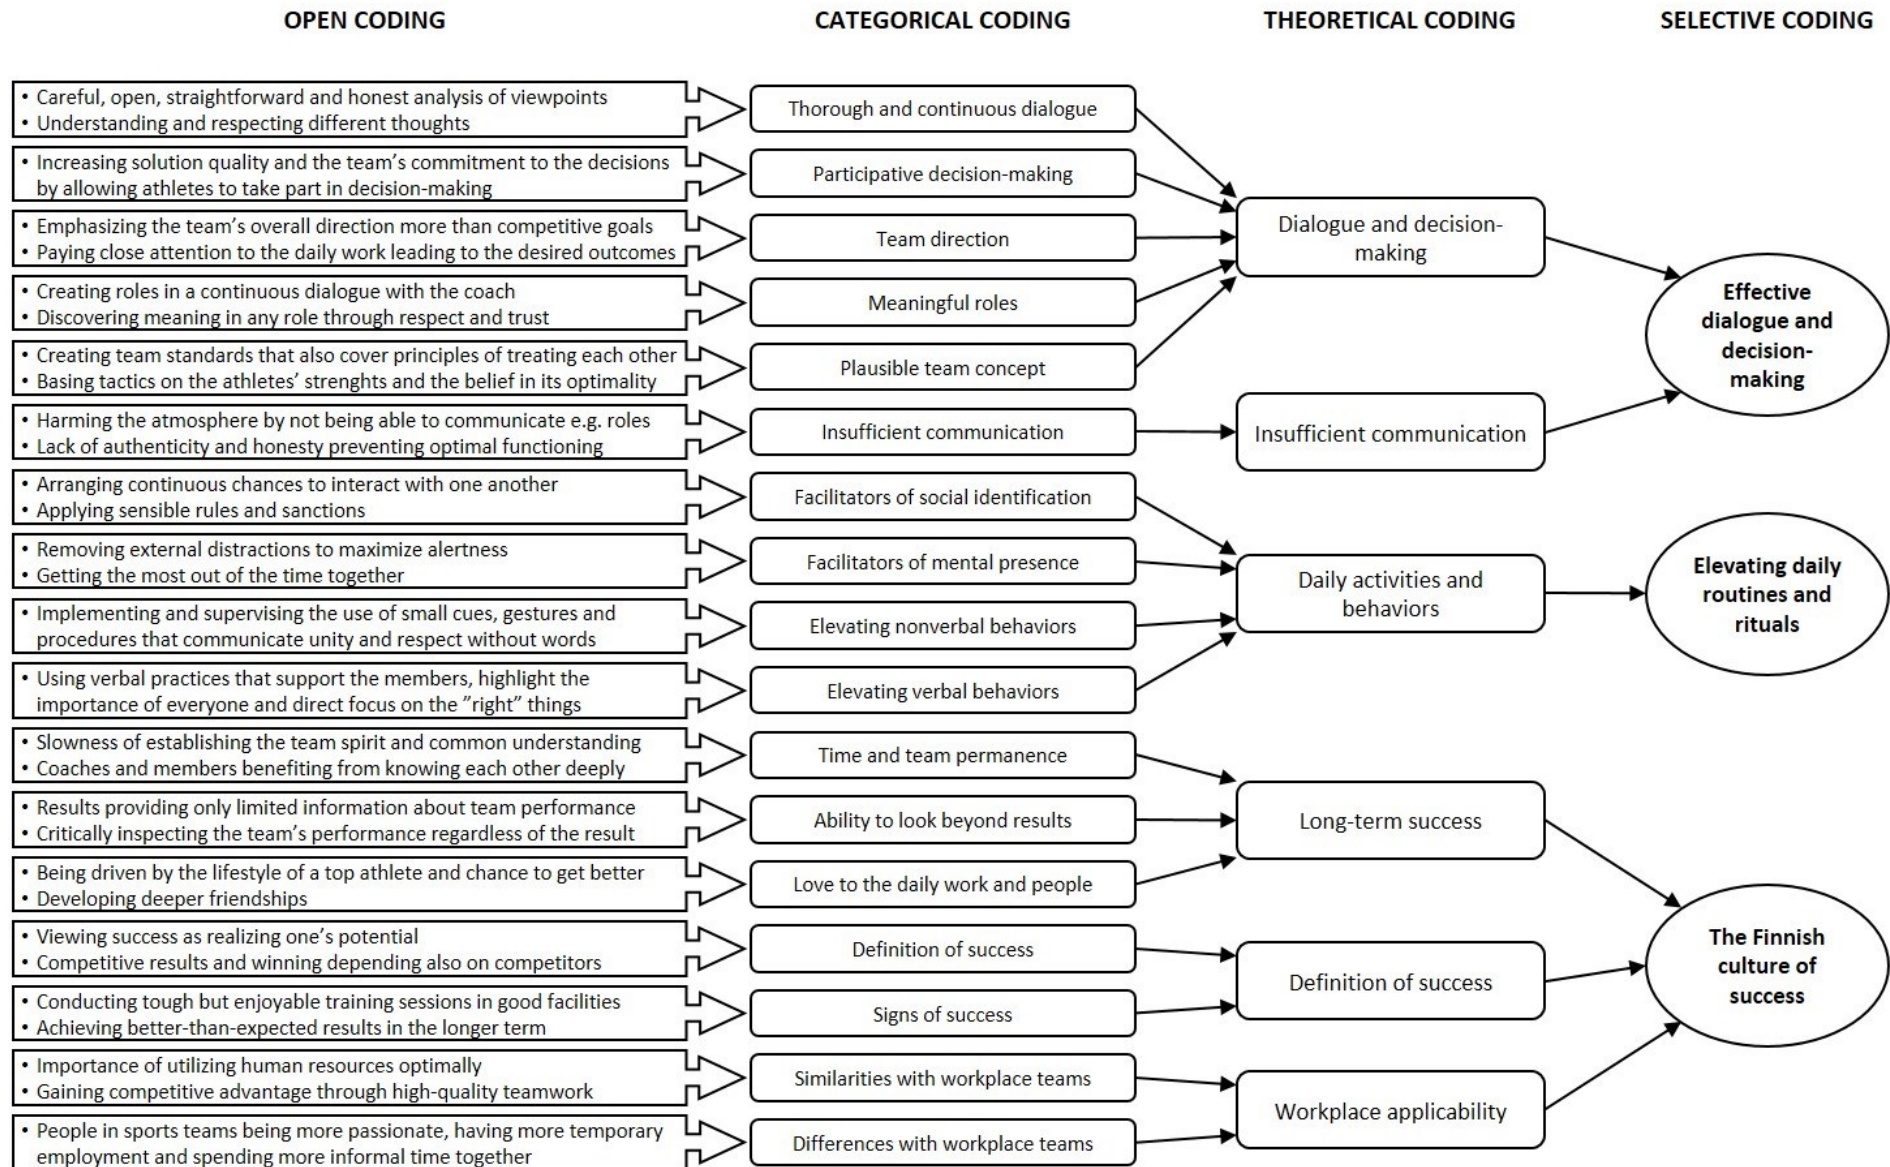 OPEN CODING
CATEGORICAL CODING
THEORETICAL CODING
SELECTIVE CODING
• Careful, open, straightforward and honest analysis of viewpoints
• Understanding and respecting different thoughts
Thorough and continuous dialogue
• Increasing solution quality and the team's commitment to the decisions
by allowing athletes to take part in decision-making
Participative decision-making
• Emphasizing the team's overall direction more than competitive goals
• Paying close attention to the daily work leading to the desired outcomes
Team direction
• Creating roles in a continuous dialogue with the coach
• Discovering meaning in any role through respect and trust
Meaningful roles
• Creating team standards that also cover principles of treating each other
• Basing tactics on the athletes' strenghts and the belief in its optimality
Plausible team concept
• Harming the atmosphere by not being able to communicate e.g. roles
• Lack of authenticity and honesty preventing optimal functioning
Insufficient communication
• Arranging continuous chances to interact with one another
• Applying sensible rules and sanctions
Facilitators of social identification
• Removing external distractions to maximize alertness
• Getting the most out of the time together
Facilitators of mental presence
• Implementing and supervising the use of small cues, gestures and
procedures that communicate unity and respect without words
Elevating nonverbal behaviors
• Using verbal practices that support the members, highlight the
importance of everyone and direct focus on the ”right” things
Elevating verbal behaviors
• Slowness of establishing the team spirit and common understanding
• Coaches and members benefiting from knowing each other deeply
Time and team permanence
• Results providing only limited information about team performance
• Critically inspecting the team's performance regardless of the result
Ability to look beyond results
• Being driven by the lifestyle of a top athlete and chance to get better
• Developing deeper friendships
Love to the daily work and people
• Viewing success as realizing one's potential
• Competitive results and winning depending also on competitors
Definition of success
• Conducting tough but enjoyable training sessions in good facilities
• Achieving better-than-expected results in the longer term
Signs of success
• Importance of utilizing human resources optimally
• Gaining competitive advantage through high-quality teamwork
Similarities with workplace teams
• People in sports teams being more passionate, having more temporary
employment and spending more informal time together
Differences with workplace teams
Dialogue and decision-
making
Insufficient communication
Daily activities and
behaviors
Long-term success
Definition of success
Workplace applicability
Effective
dialogue and
decision-
making
Elevating daily
routines and
rituals
The Finnish
culture of
success